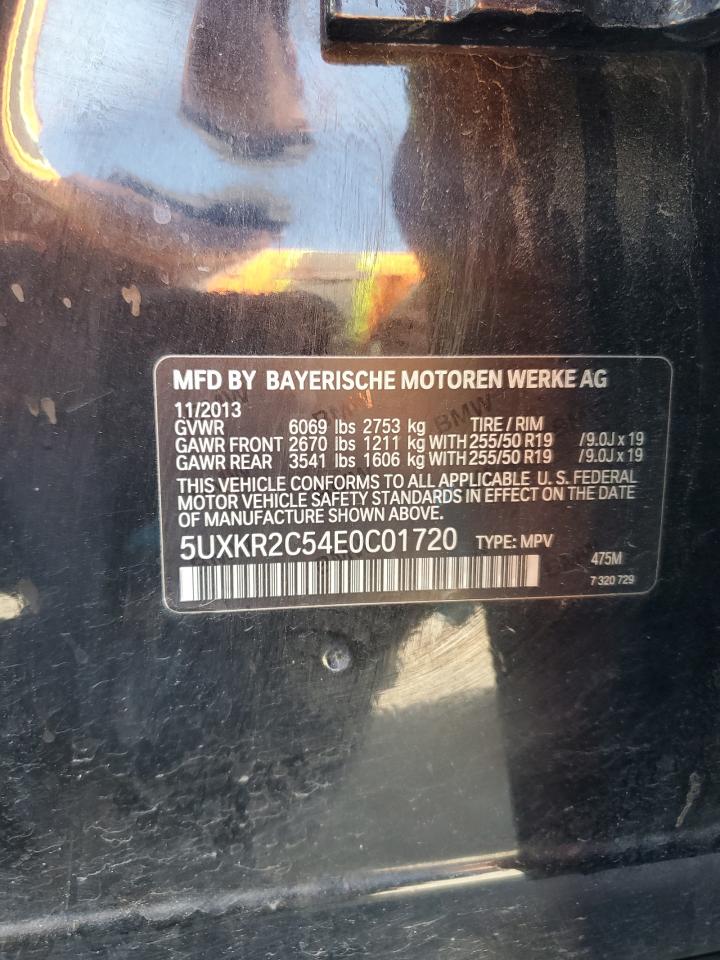 MFD BY BAYERISCHE MOTOREN WERKE AG
11/2013
GVWR 6069 lbs 2753 kg TIRE / RIM
GAWR FRONT 2670 lbs 1211 kg WITH 255/50 R19 /9.0J x 19
GAWR REAR 3541 lbs 1606 kg WITH 255/50 R19 /9.0J x 19
THIS VEHICLE CONFORMS TO ALL APPLICABLE U.S. FEDERAL
MOTOR VEHICLE SAFETY STANDARDS IN EFFECT ON THE DATE
OF MANUFACTURE SHOWN ABOVE.
5UXKR2C54E0C01720 TYPE: MPV
475M
7 320 729